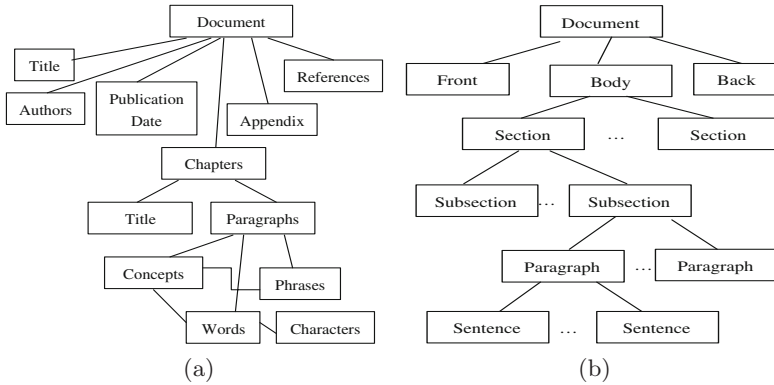 Document
Title
References
Authors
Publication
Date
Appendix
Chapters
Title
Paragraphs
Concepts
Phrases
Words
Characters
(a)
Document
Front
Body
Back
Section
...
Section
Subsection
...
Subsection
Paragraph
...
Paragraph
Sentence
...
Sentence
(b)